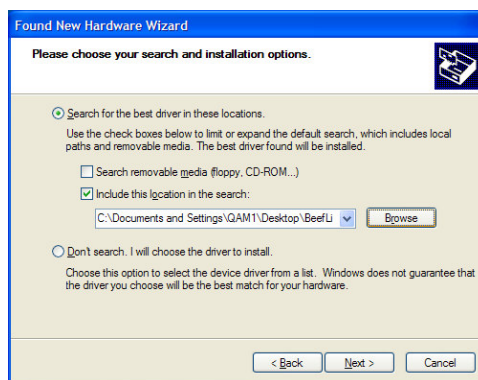 Found New Hardware Wizard
Please choose your search and installation options.
Search for the best driver in these locations.
Use the check boxes below to limit or expand the default search, which includes local
paths and removable media. The best driver found will be installed.
Search removable media (floppy, CD-ROM...)
Include this location in the search:
C:\Documents and Settings\QAM1\Desktop\BeefLi
Browse
Don't search. I will choose the driver to install.
Choose this option to select the device driver from a list. Windows does not guarantee that
the driver you choose will be the best match for your hardware.
< Back
Next >
Cancel